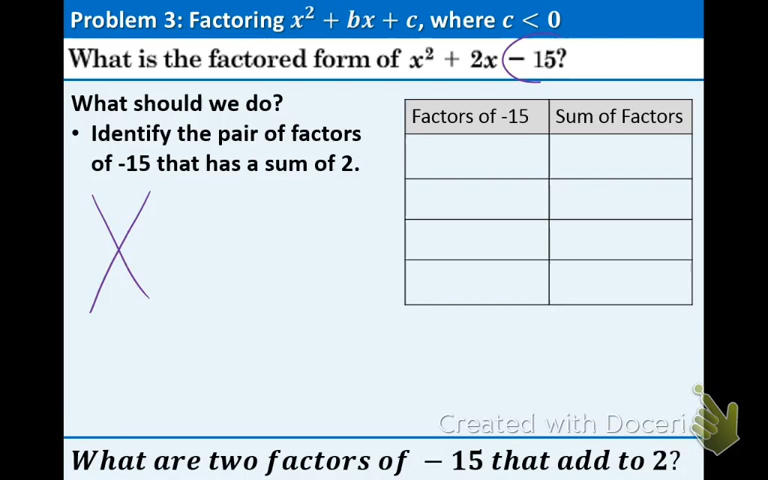 Problem 3: Factoring x² + bx + c, where c < 0
What is the factored form of x² + 2x − 15?
What should we do?
• Identify the pair of factors
of -15 that has a sum of 2.
Factors of -15 Sum of Factors
Created with Doceri
What are two factors of − 15 that add to 2?